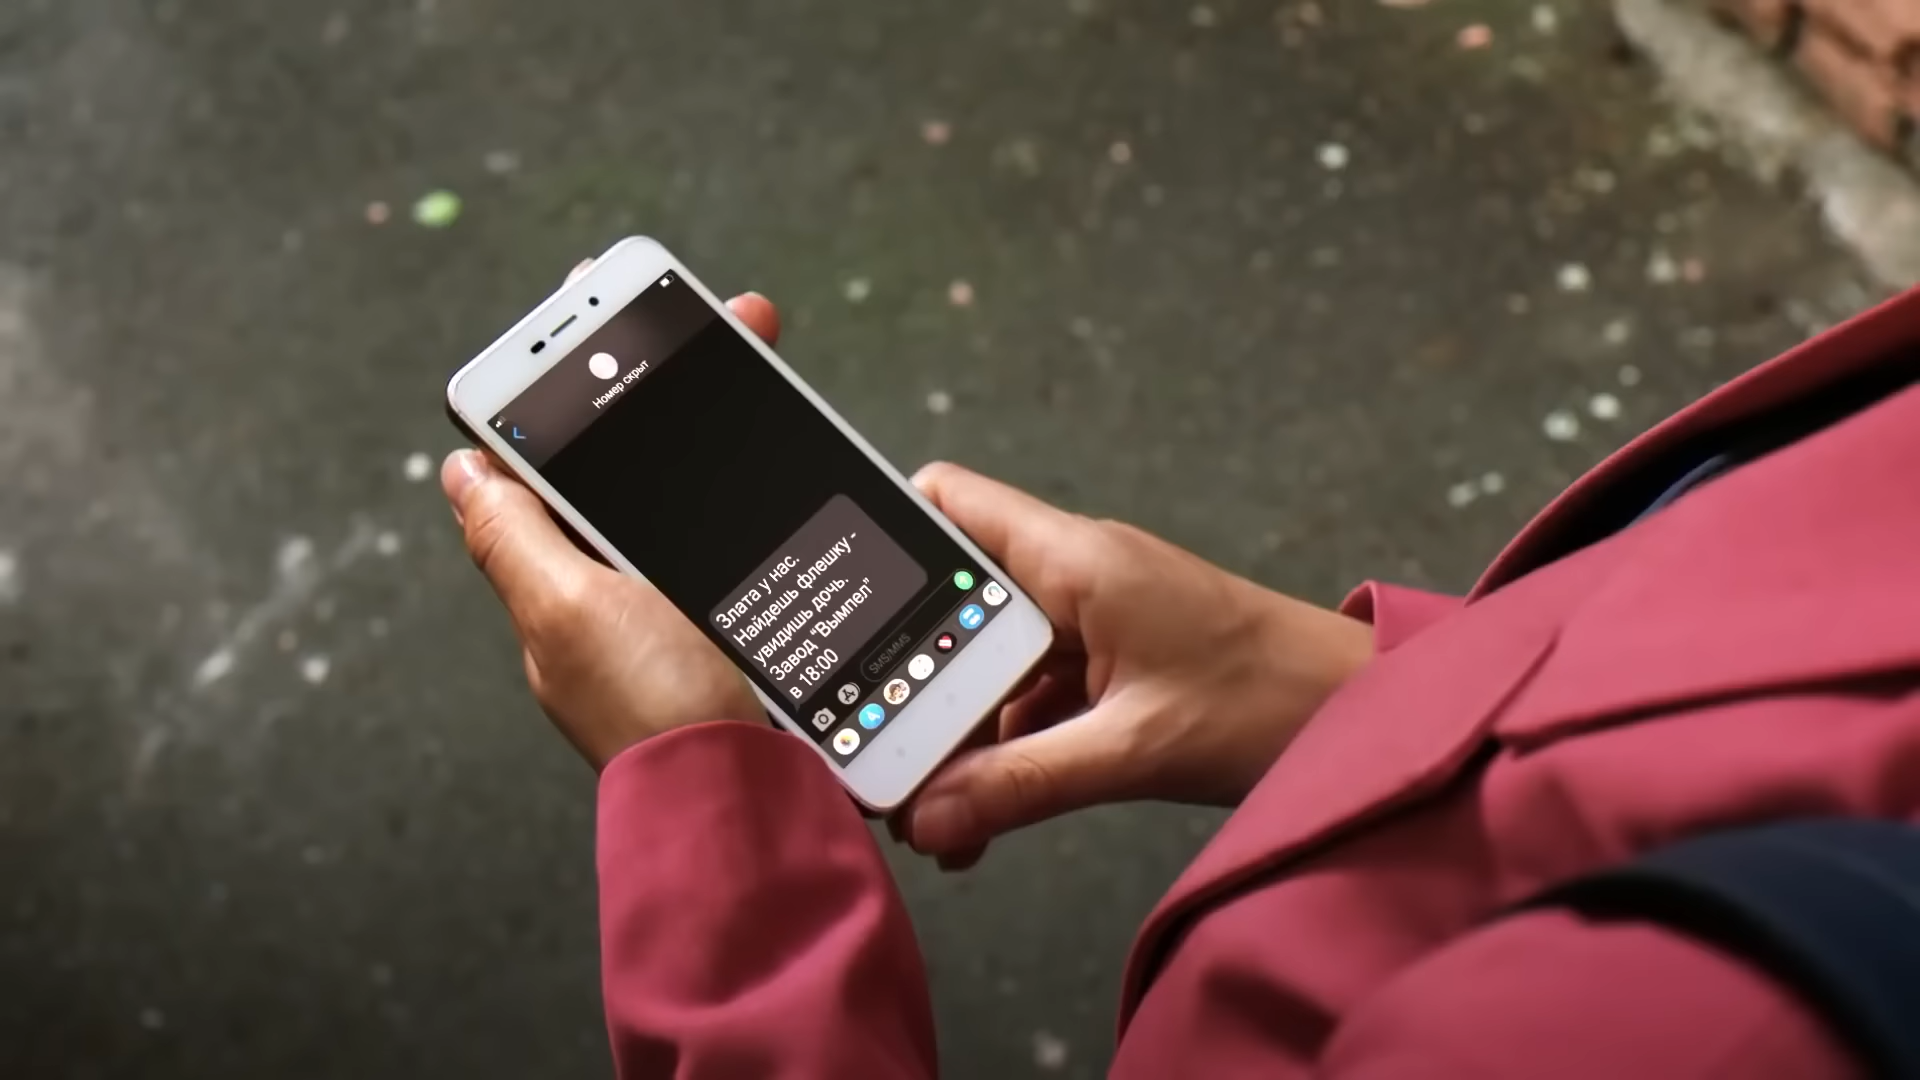 Номер скрыт
Злата у нас.
Найдешь флешку -
увидишь дочь.
Завод "Вымпел"
в 18:00
SMS/MMS